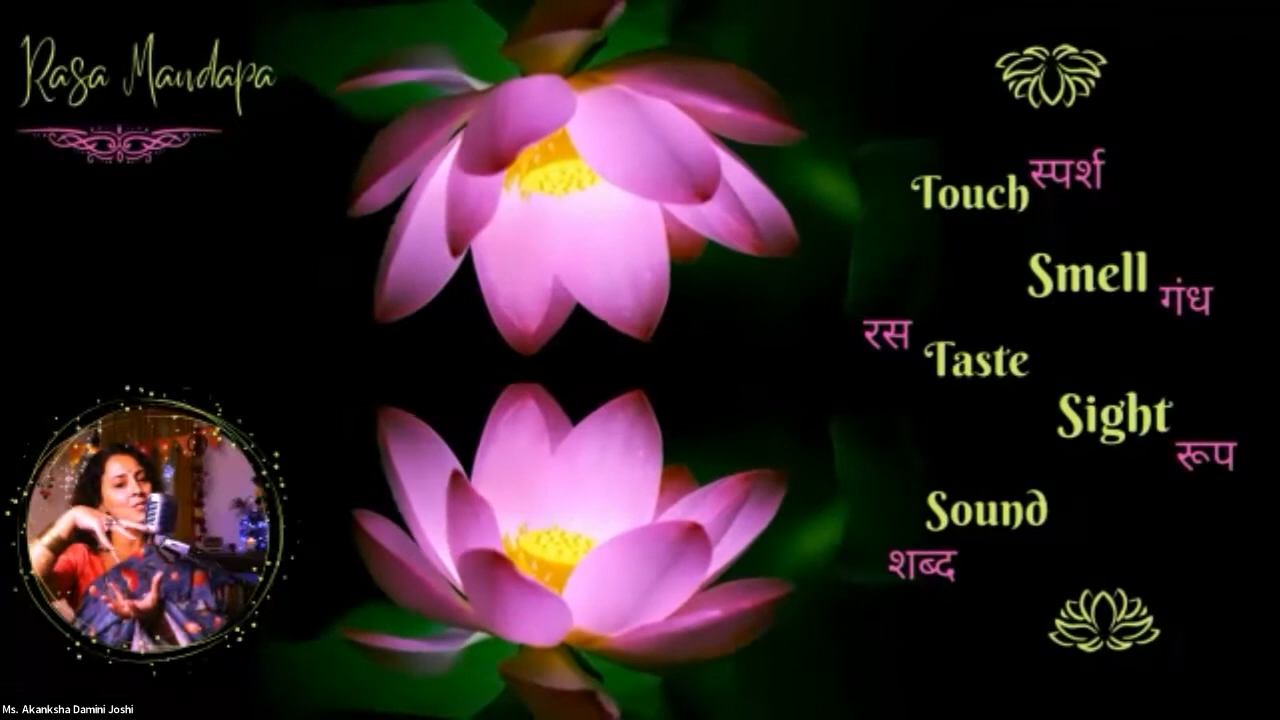 Rasa Mandapa
Touch स्पर्श
Smell गंध
रस Taste
Sight रूप
Sound
शब्द
Ms. Akanksha Damini Joshi